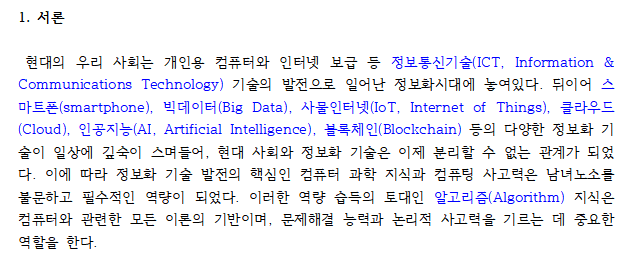 1. 서론
현대의 우리 사회는 개인용 컴퓨터와 인터넷 보급 등 정보통신기술(ICT, Information &
Communications Technology) 기술의 발전으로 일어난 정보화시대에 놓여있다. 뒤이어 스
마트폰(smartphone), 빅데이터(Big Data), 사물인터넷(IoT, Internet of Things), 클라우드
(Cloud), 인공지능(AI, Artificial Intelligence), 블록체인(Blockchain) 등의 다양한 정보화 기
술이 일상에 깊숙이 스며들어, 현대 사회와 정보화 기술은 이제 분리할 수 없는 관계가 되었
다. 이에 따라 정보화 기술 발전의 핵심인 컴퓨터 과학 지식과 컴퓨팅 사고력은 남녀노소를
불문하고 필수적인 역량이 되었다. 이러한 역량 습득의 토대인 알고리즘(Algorithm) 지식은
컴퓨터와 관련한 모든 이론의 기반이며, 문제해결 능력과 논리적 사고력을 기르는 데 중요한
역할을 한다.